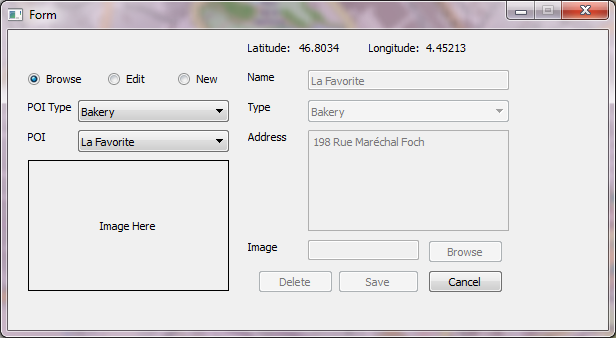 Form
Latitude: 46.8034 Longitude: 4.45213
Browse Edit New
POI Type Bakery
POI La Favorite
Image Here
Name La Favorite
Type Bakery
Address 198 Rue Maréchal Foch
Image Browse
Delete Save Cancel